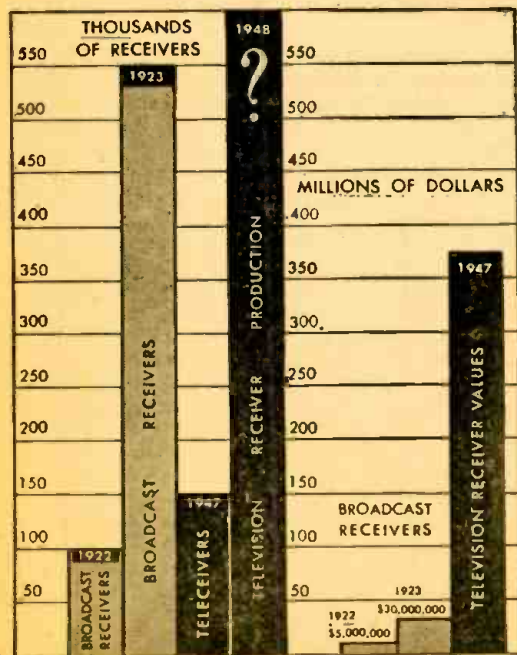 THOUSANDS
OF RECEIVERS
550
500
450
400
350
300
250
200
150
100
50
1922
BROADCAST
RECEIVERS
1923
BROADCAST RECEIVERS
1947
TELECEIVERS
1948
?
TELEVISION RECEIVER PRODUCTION
550
500
450
MILLIONS OF DOLLARS
400
350
300
250
200
150
100
50
BROADCAST
RECEIVERS
1922
$5,000,000
1923
$30,000,000
1947
TELEVISION RECEIVER VALUES